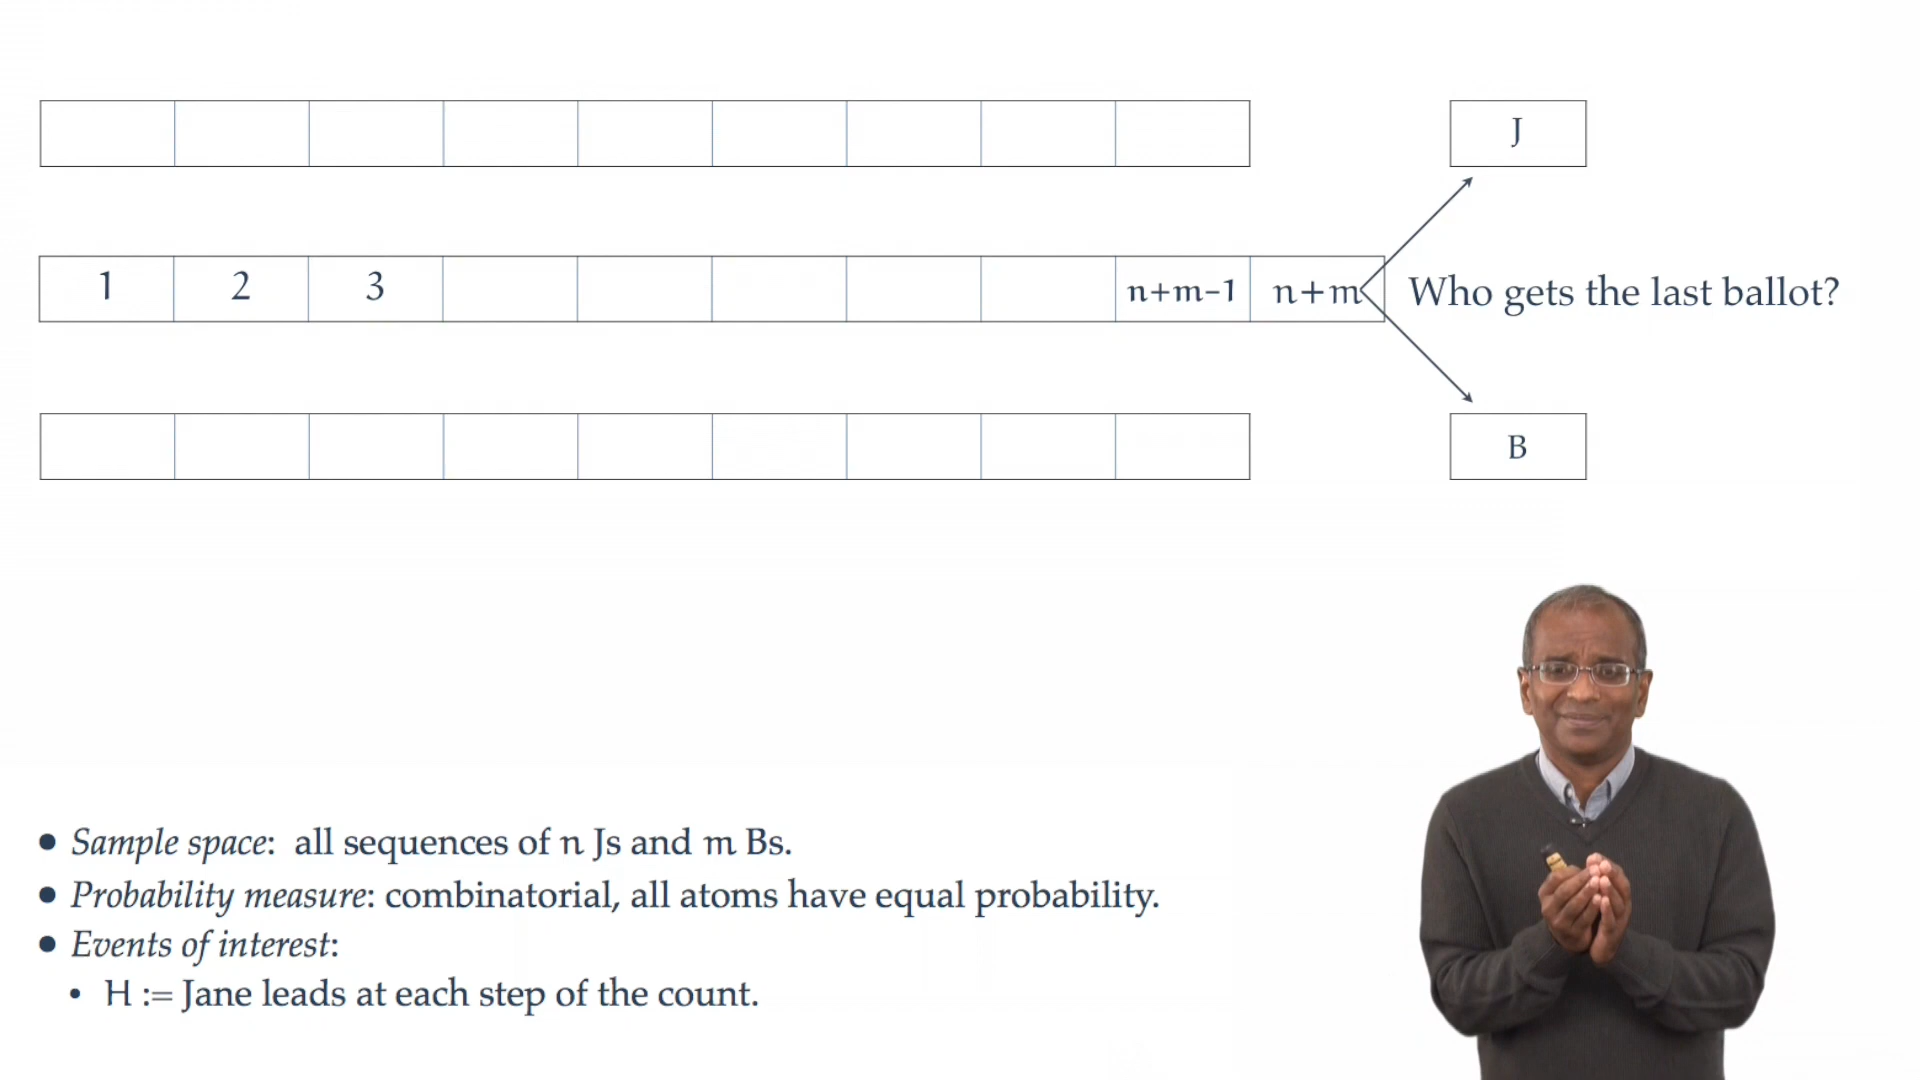 J
1 2 3 n+m−1 n+m Who gets the last ballot?
B
• Sample space: all sequences of n Js and m Bs.
• Probability measure: combinatorial, all atoms have equal probability.
• Events of interest:
• H := Jane leads at each step of the count.